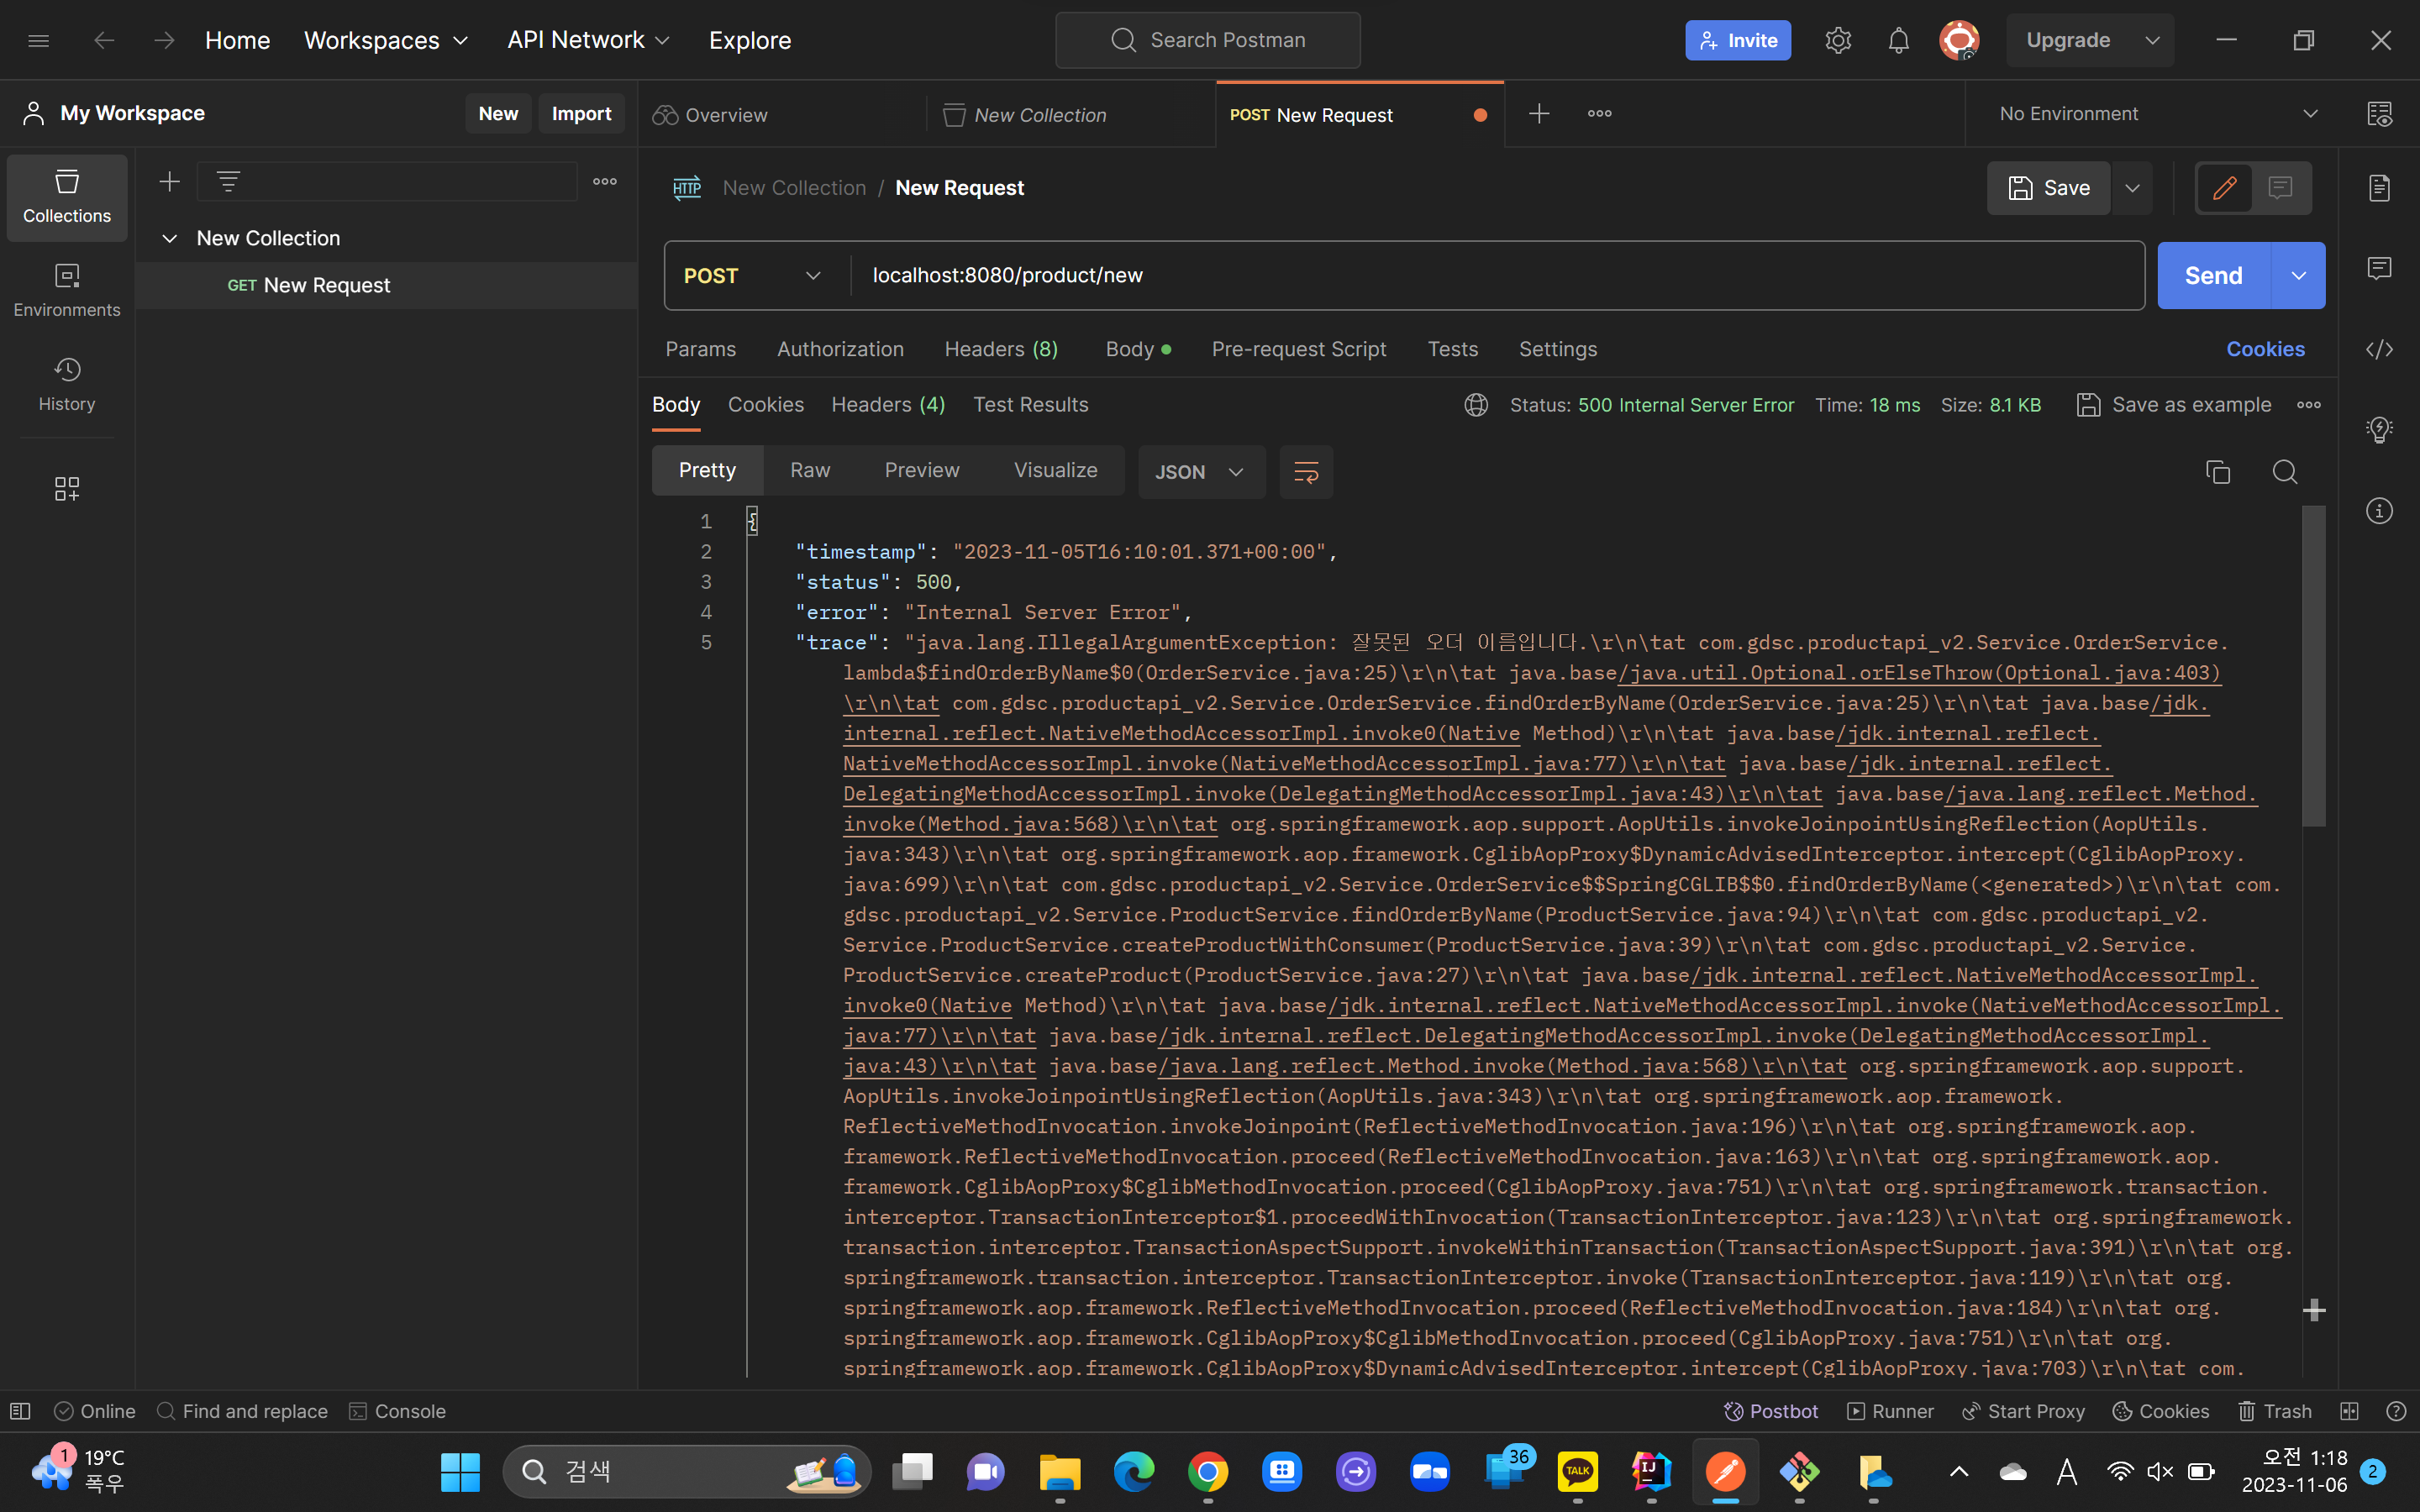 Home Workspaces API Network Explore Search Postman Invite Upgrade
My Workspace New Import Overview New Collection POST New Request No Environment
Collections
New Collection / New Request Save
New Collection
GET New Request
POST localhost:8080/product/new Send
Environments
Params Authorization Headers (8) Body Pre-request Script Tests Settings Cookies
History
Body Cookies Headers (4) Test Results Status: 500 Internal Server Error Time: 18 ms Size: 8.1 KB Save as example
Pretty Raw Preview Visualize JSON
1 {
2 "timestamp": "2023-11-05T16:10:01.371+00:00",
3 "status": 500,
4 "error": "Internal Server Error",
5 "trace": "java.lang.IllegalArgumentException: 잘못된 오더 이름입니다.\r\n\tat com.gdsc.productapi_v2.Service.OrderService.
lambda$findOrderByName$0(OrderService.java:25)\r\n\tat java.base/java.util.Optional.orElseThrow(Optional.java:403)
\r\n\tat com.gdsc.productapi_v2.Service.OrderService.findOrderByName(OrderService.java:25)\r\n\tat java.base/jdk.
internal.reflect.NativeMethodAccessorImpl.invoke0(Native Method)\r\n\tat java.base/jdk.internal.reflect.
NativeMethodAccessorImpl.invoke(NativeMethodAccessorImpl.java:77)\r\n\tat java.base/jdk.internal.reflect.
DelegatingMethodAccessorImpl.invoke(DelegatingMethodAccessorImpl.java:43)\r\n\tat java.base/java.lang.reflect.Method.
invoke(Method.java:568)\r\n\tat org.springframework.aop.support.AopUtils.invokeJoinpointUsingReflection(AopUtils.
java:343)\r\n\tat org.springframework.aop.framework.CglibAopProxy$DynamicAdvisedInterceptor.intercept(CglibAopProxy.
java:699)\r\n\tat com.gdsc.productapi_v2.Service.OrderService$$SpringCGLIB$$0.findOrderByName(<generated>)\r\n\tat com.
gdsc.productapi_v2.Service.ProductService.findOrderByName(ProductService.java:94)\r\n\tat com.gdsc.productapi_v2.
Service.ProductService.createProductWithConsumer(ProductService.java:39)\r\n\tat com.gdsc.productapi_v2.Service.
ProductService.createProduct(ProductService.java:27)\r\n\tat java.base/jdk.internal.reflect.NativeMethodAccessorImpl.
invoke0(Native Method)\r\n\tat java.base/jdk.internal.reflect.NativeMethodAccessorImpl.invoke(NativeMethodAccessorImpl.
java:77)\r\n\tat java.base/jdk.internal.reflect.DelegatingMethodAccessorImpl.invoke(DelegatingMethodAccessorImpl.
java:43)\r\n\tat java.base/java.lang.reflect.Method.invoke(Method.java:568)\r\n\tat org.springframework.aop.support.
AopUtils.invokeJoinpointUsingReflection(AopUtils.java:343)\r\n\tat org.springframework.aop.framework.
ReflectiveMethodInvocation.invokeJoinpoint(ReflectiveMethodInvocation.java:196)\r\n\tat org.springframework.aop.
framework.ReflectiveMethodInvocation.proceed(ReflectiveMethodInvocation.java:163)\r\n\tat org.springframework.aop.
framework.CglibAopProxy$CglibMethodInvocation.proceed(CglibAopProxy.java:751)\r\n\tat org.springframework.transaction.
interceptor.TransactionInterceptor$1.proceedWithInvocation(TransactionInterceptor.java:123)\r\n\tat org.springframework.
transaction.interceptor.TransactionAspectSupport.invokeWithinTransaction(TransactionAspectSupport.java:391)\r\n\tat org.
springframework.transaction.interceptor.TransactionInterceptor.invoke(TransactionInterceptor.java:119)\r\n\tat org.
springframework.aop.framework.ReflectiveMethodInvocation.proceed(ReflectiveMethodInvocation.java:184)\r\n\tat org.
springframework.aop.framework.CglibAopProxy$CglibMethodInvocation.proceed(CglibAopProxy.java:751)\r\n\tat org.
springframework.aop.framework.CglibAopProxy$DynamicAdvisedInterceptor.intercept(CglibAopProxy.java:703)\r\n\tat com.
Online Find and replace Console Postbot Runner Start Proxy Cookies Trash
1 19°C 검색 36 TALK IJ A 오전 1:18
폭우 2023-11-06 2